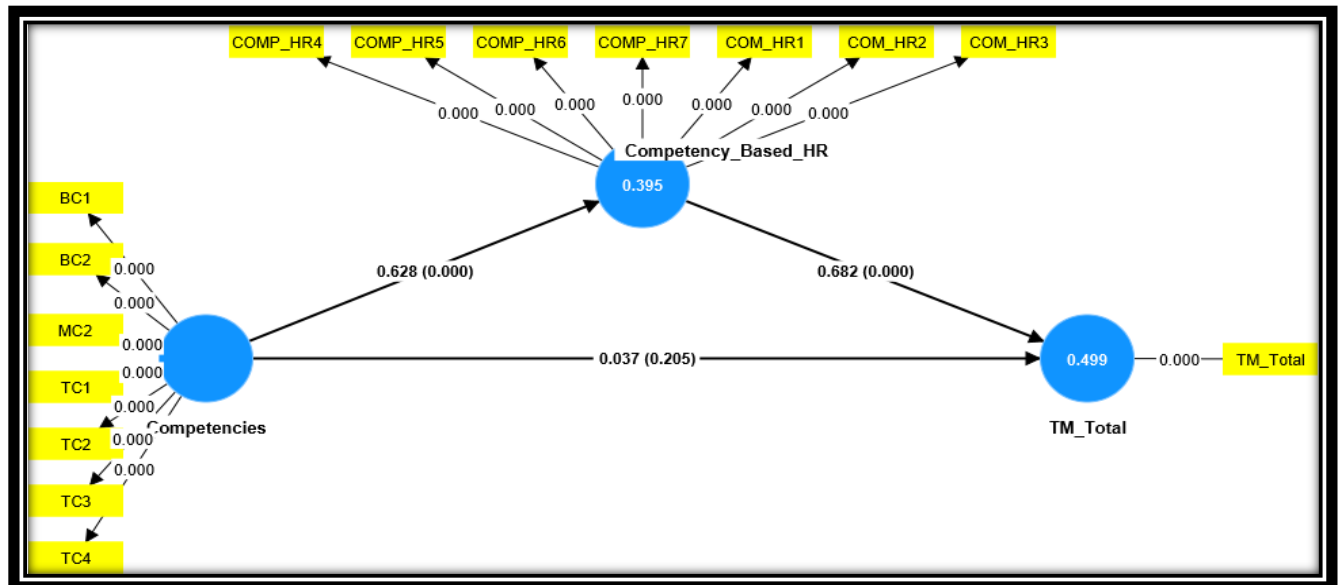 COMP_HR4 COMP_HR5 COMP_HR6 COMP_HR7 COM_HR1 COM_HR2 COM_HR3
0.000 0.000 0.000 0.000 0.000 0.000 0.000
Competency_Based_HR
0.395
BC1
BC2
MC2
TC1
TC2
TC3
TC4
0.000
0.000
0.000
0.000
0.000
0.000
0.000
Competencies
0.628 (0.000)
0.682 (0.000)
0.037 (0.205)
0.499
0.000
TM_Total
TM_Total